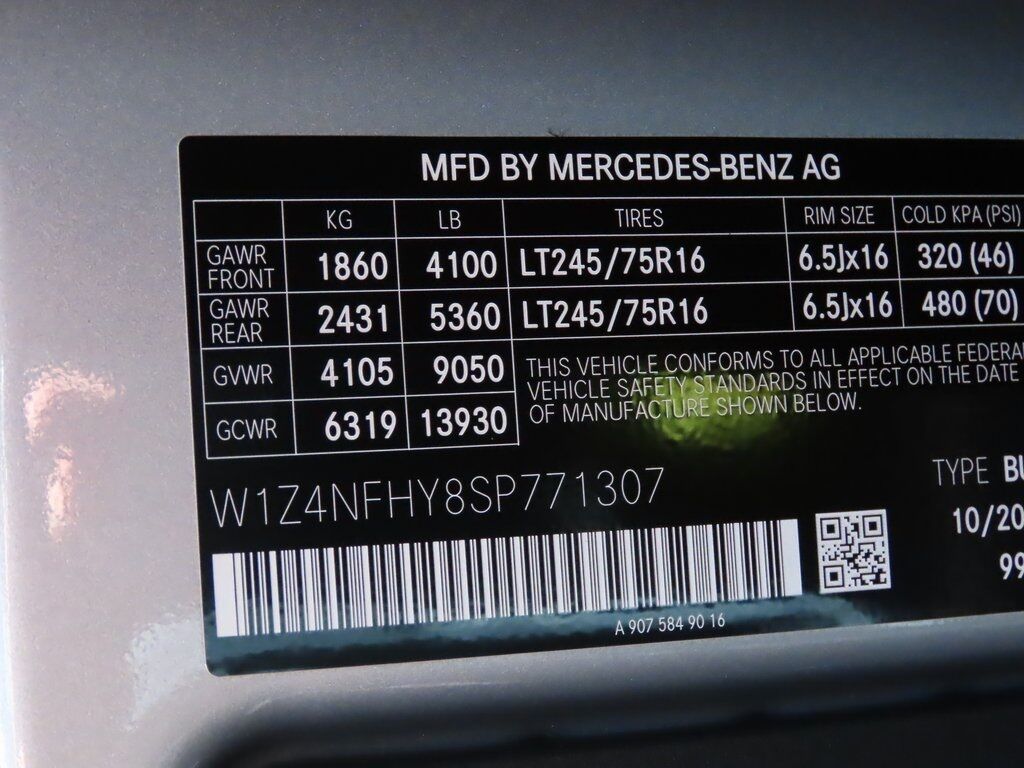 MFD BY MERCEDES-BENZ AG
KG LB TIRES RIM SIZE COLD KPA (PSI)
GAWR FRONT 1860 4100 LT245/75R16 6.5Jx16 320 (46)
GAWR REAR 2431 5360 LT245/75R16 6.5Jx16 480 (70)
GVWR 4105 9050
GCWR 6319 13930
THIS VEHICLE CONFORMS TO ALL APPLICABLE FEDERA
VEHICLE SAFETY STANDARDS IN EFFECT ON THE DATE
OF MANUFACTURE SHOWN BELOW.
W1Z4NFHY8SP771307
TYPE BU
10/20
99
A 907 584 90 16